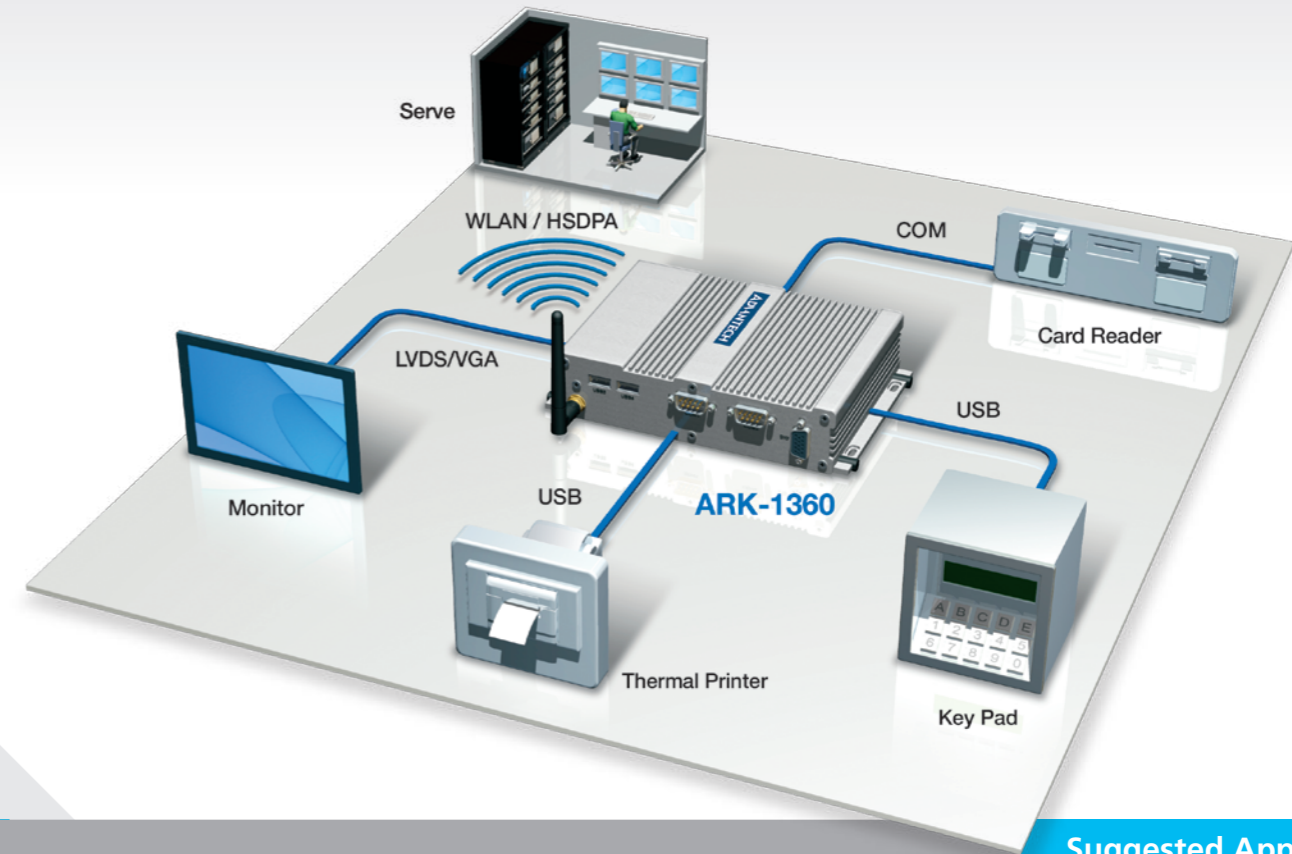 Serve
WLAN / HSDPA
COM
ADVANTECH
Card Reader
LVDS/VGA
USB
Monitor
USB
ARK-1360
A B C D E
1 2 3 4 5
6 7 8 9 0
Thermal Printer
Key Pad